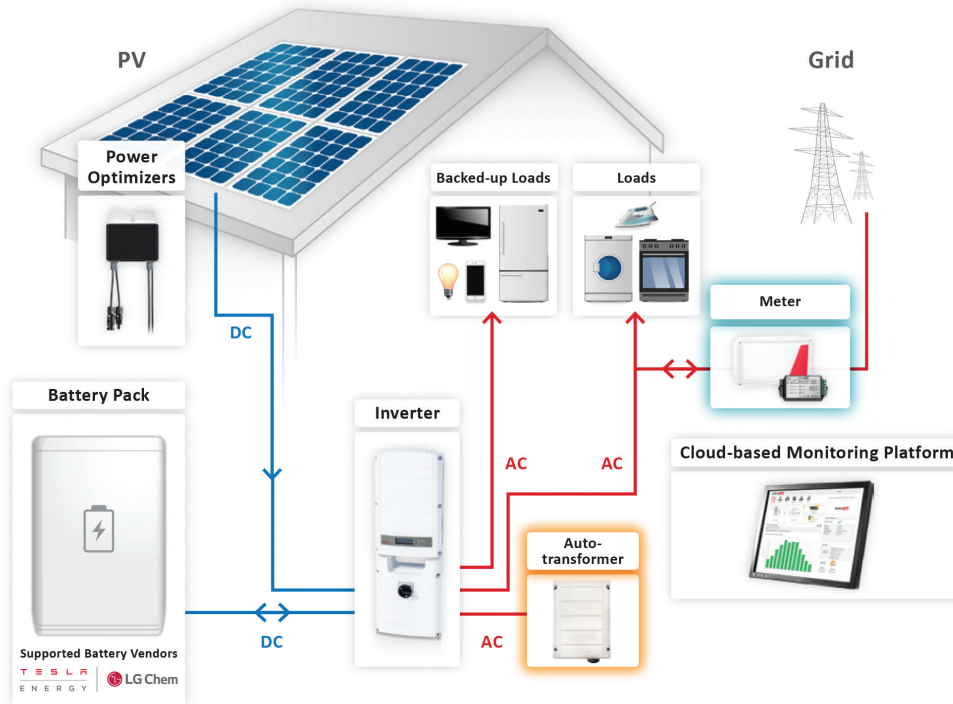 PV
Grid
Power
Optimizers
Backed-up Loads
Loads
Meter
DC
Battery Pack
Inverter
AC
AC
Cloud-based Monitoring Platform
Auto-
transformer
DC
AC
Supported Battery Vendors
TESLA
ENERGY
LG Chem